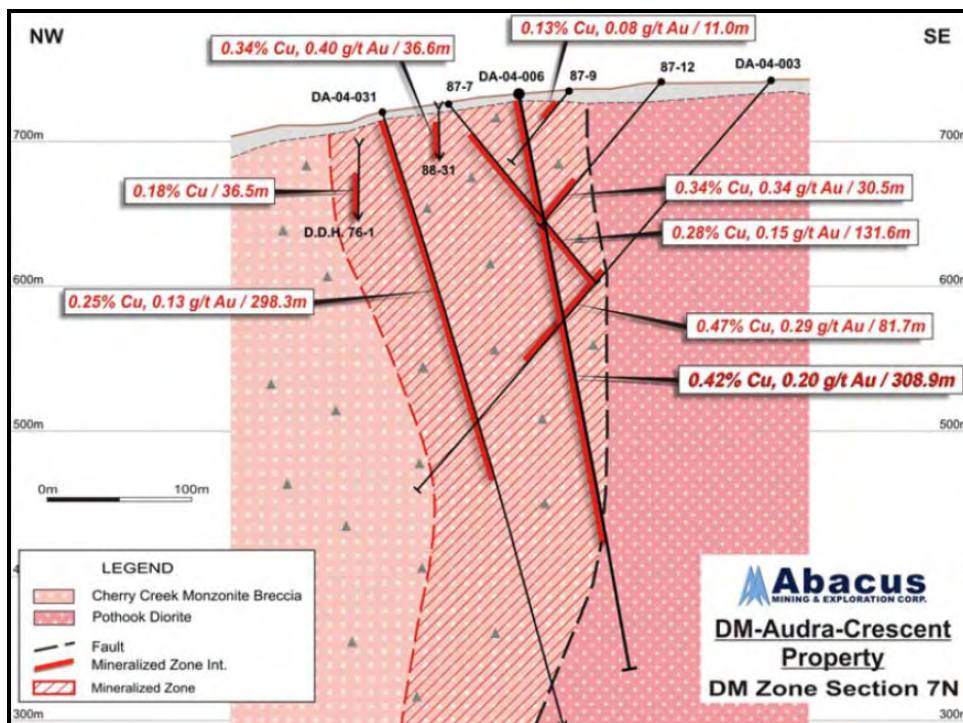 NW
SE
0.13% Cu, 0.08 g/t Au / 11.0m
0.34% Cu, 0.40 g/t Au / 36.6m
DA-04-031
87-7
DA-04-006
87-9
87-12
DA-04-003
700m
700m
88-31
0.18% Cu / 36.5m
0.34% Cu, 0.34 g/t Au / 30.5m
D.D.H. 76-1
0.28% Cu, 0.15 g/t Au / 131.6m
600m
600m
0.25% Cu, 0.13 g/t Au / 298.3m
0.47% Cu, 0.29 g/t Au / 81.7m
0.42% Cu, 0.20 g/t Au / 308.9m
500m
500m
0m
100m
LEGEND
Cherry Creek Monzonite Breccia
Pothook Diorite
Fault
Mineralized Zone Int.
Mineralized Zone
Abacus
MINING & EXPLORATION CORP.
DM-Audra-Crescent
Property
DM Zone Section 7N
300m
300m